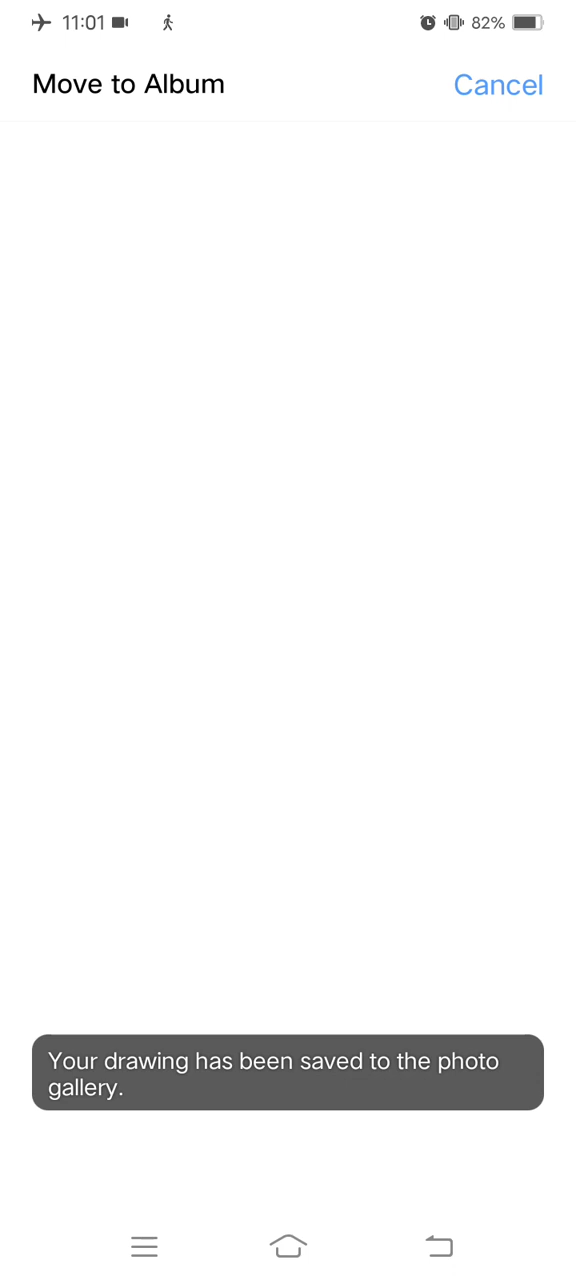 11:01
82%
Move to Album
Cancel
Your drawing has been saved to the photo
gallery.